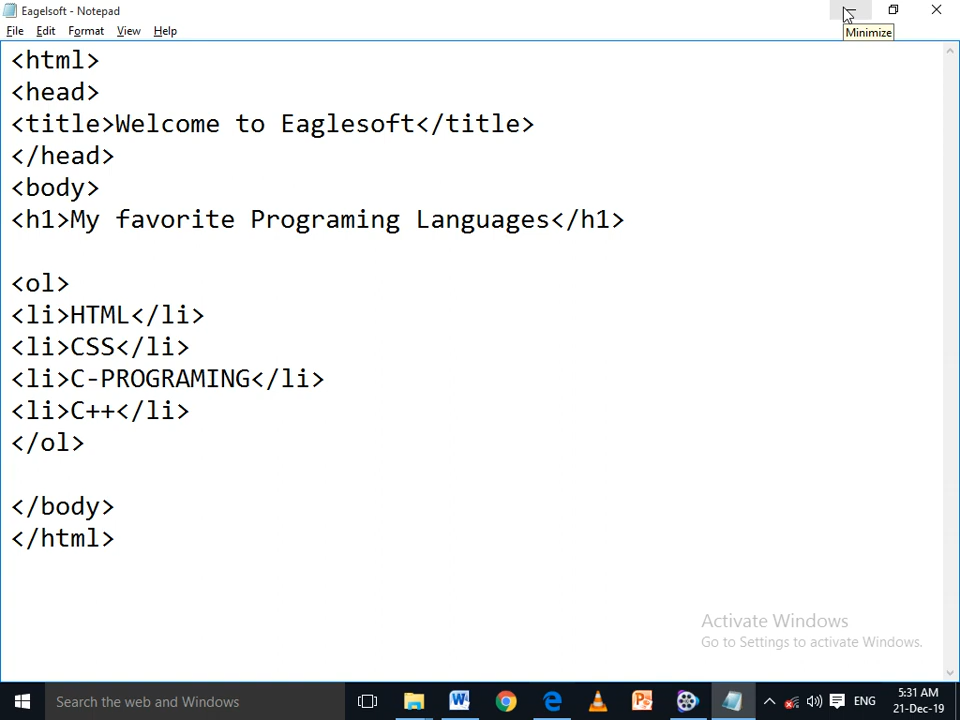 Eagelsoft - Notepad
File Edit Format View Help
Minimize
<html>
<head>
<title>Welcome to Eaglesoft</title>
</head>
<body>
<h1>My favorite Programing Languages</h1>
<ol>
<li>HTML</li>
<li>CSS</li>
<li>C-PROGRAMING</li>
<li>C++</li>
</ol>
</body>
</html>
Activate Windows
Go to Settings to activate Windows.
Search the web and Windows
ENG
5:31 AM
21-Dec-19